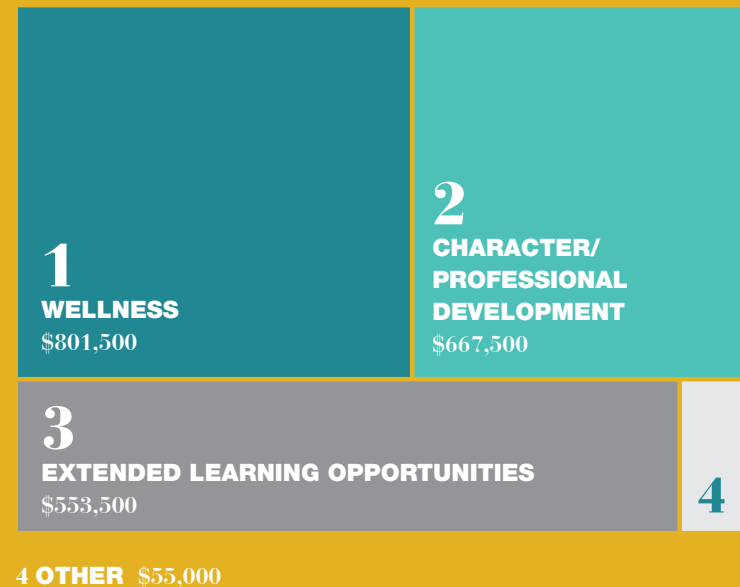 1
WELLNESS
$801,500
2
CHARACTER/
PROFESSIONAL
DEVELOPMENT
$667,500
3
EXTENDED LEARNING OPPORTUNITIES
$553,500
4
4 OTHER $55,000